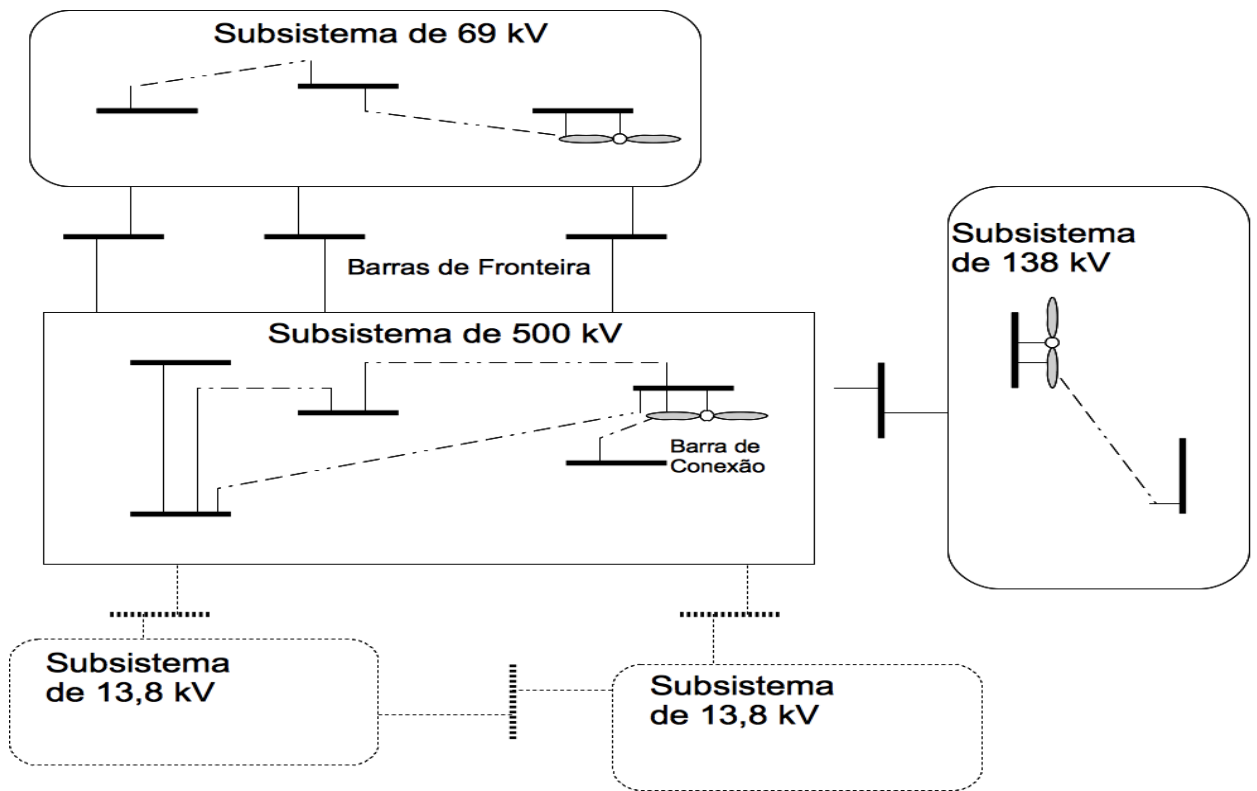 Subsistema de 69 kV
Barras de Fronteira
Subsistema
de 138 kV
Subsistema de 500 kV
Barra de
Conexão
Subsistema
de 13,8 kV
Subsistema
de 13,8 kV